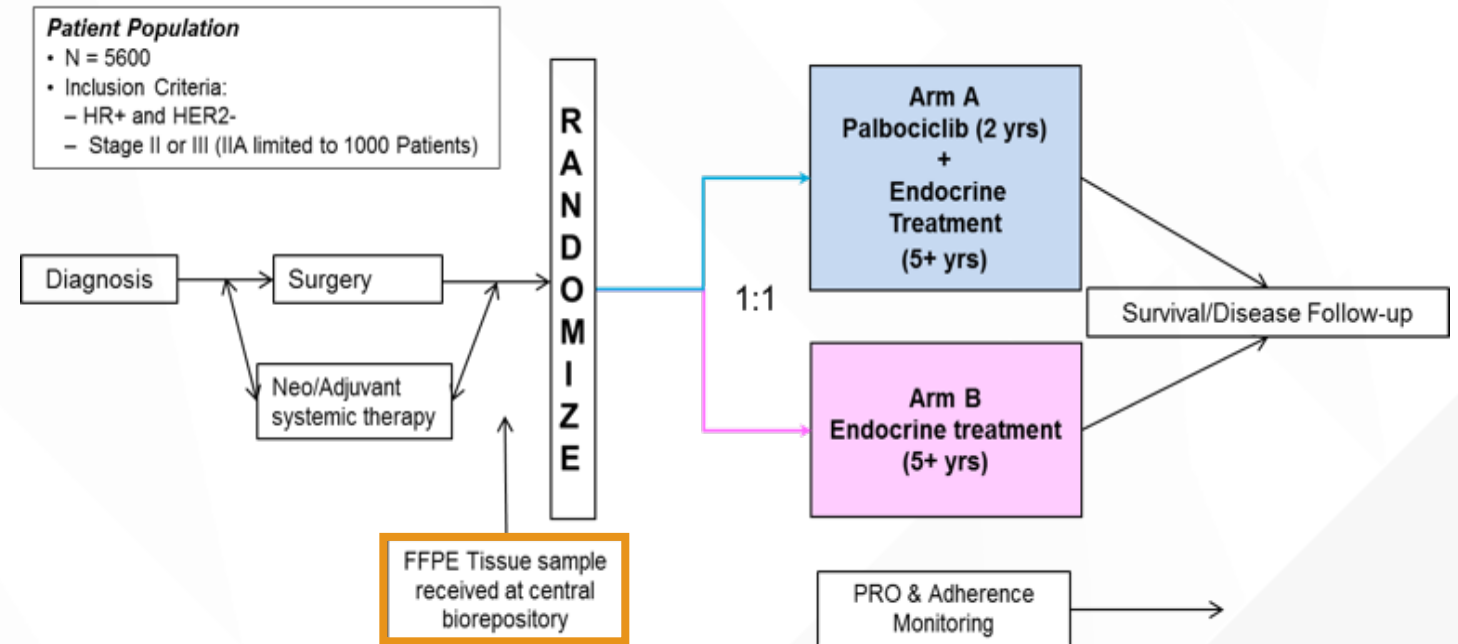 Patient Population
• N = 5600
• Inclusion Criteria:
– HR+ and HER2-
– Stage II or III (IIA limited to 1000 Patients)
Diagnosis
Surgery
Neo/Adjuvant
systemic therapy
FFPE Tissue sample
received at central
biorepository
R
A
N
D
O
M
I
Z
E
1:1
Arm A
Palbociclib (2 yrs)
+
Endocrine
Treatment
(5+ yrs)
Arm B
Endocrine treatment
(5+ yrs)
Survival/Disease Follow-up
PRO & Adherence
Monitoring